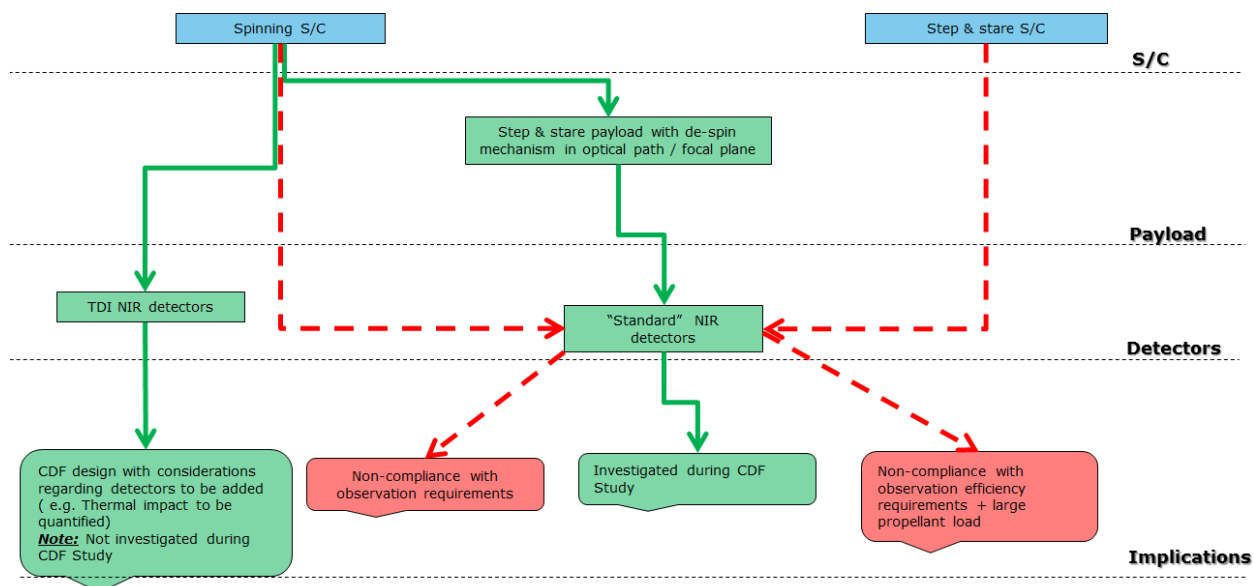 Spinning S/C
Step & stare S/C
S/C
Step & stare payload with de-spin
mechanism in optical path / focal plane
Payload
TDI NIR detectors
“Standard” NIR
detectors
Detectors
CDF design with considerations
regarding detectors to be added
( e.g. Thermal impact to be
quantified)
Note: Not investigated during
CDF Study
Non-compliance with
observation requirements
Investigated during CDF
Study
Non-compliance with
observation efficiency
requirements + large
propellant load
Implications